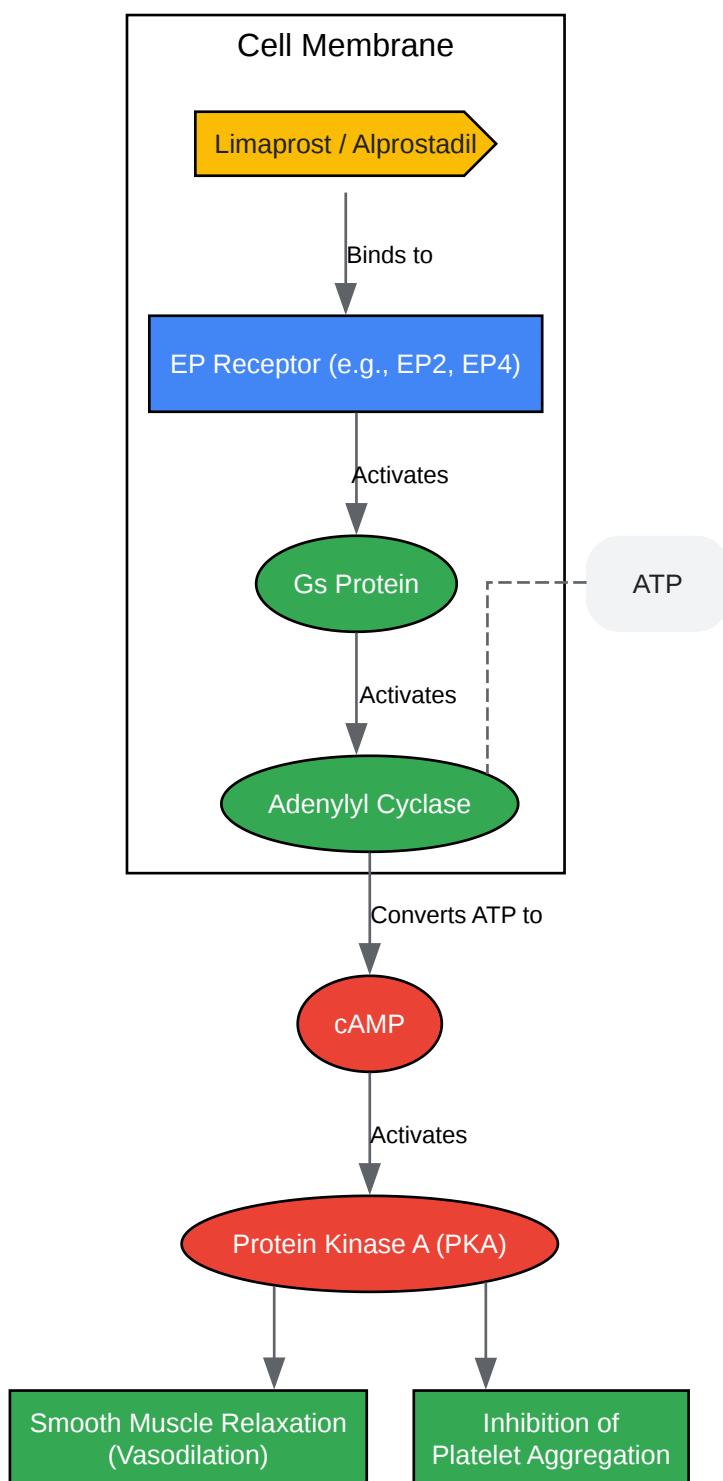 Cell Membrane
Limaprost / Alprostadil
Binds to
EP Receptor (e.g., EP2, EP4)
Activates
Gs Protein
ATP
Activates
Adenylyl Cyclase
Converts ATP to
cAMP
Activates
Protein Kinase A (PKA)
Smooth Muscle Relaxation
(Vasodilation)
Inhibition of
Platelet Aggregation